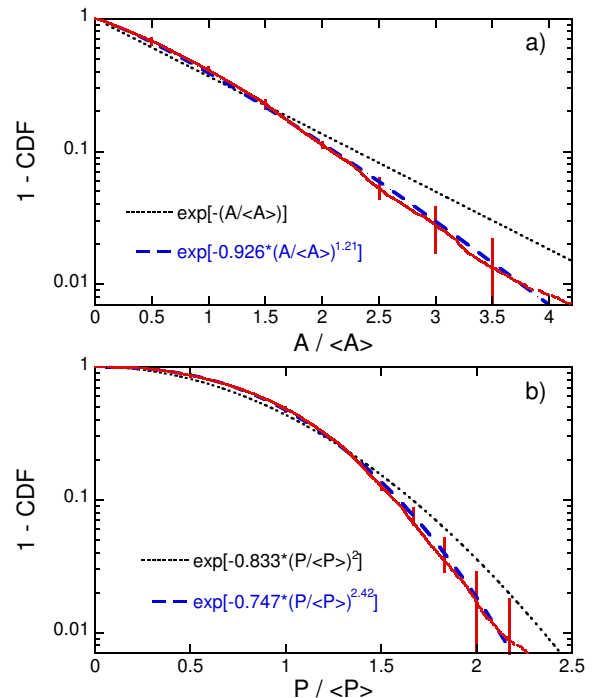 a)
1
0.1
0.01
1 - CDF
exp[-(A/<A>)]
exp[-0.926*(A/<A>)^1.21]
0 0.5 1 1.5 2 2.5 3 3.5 4
A / <A>
b)
1
0.1
0.01
1 - CDF
exp[-0.833*(P/<P>)^2]
exp[-0.747*(P/<P>)^2.42]
0 0.5 1 1.5 2 2.5
P / <P>